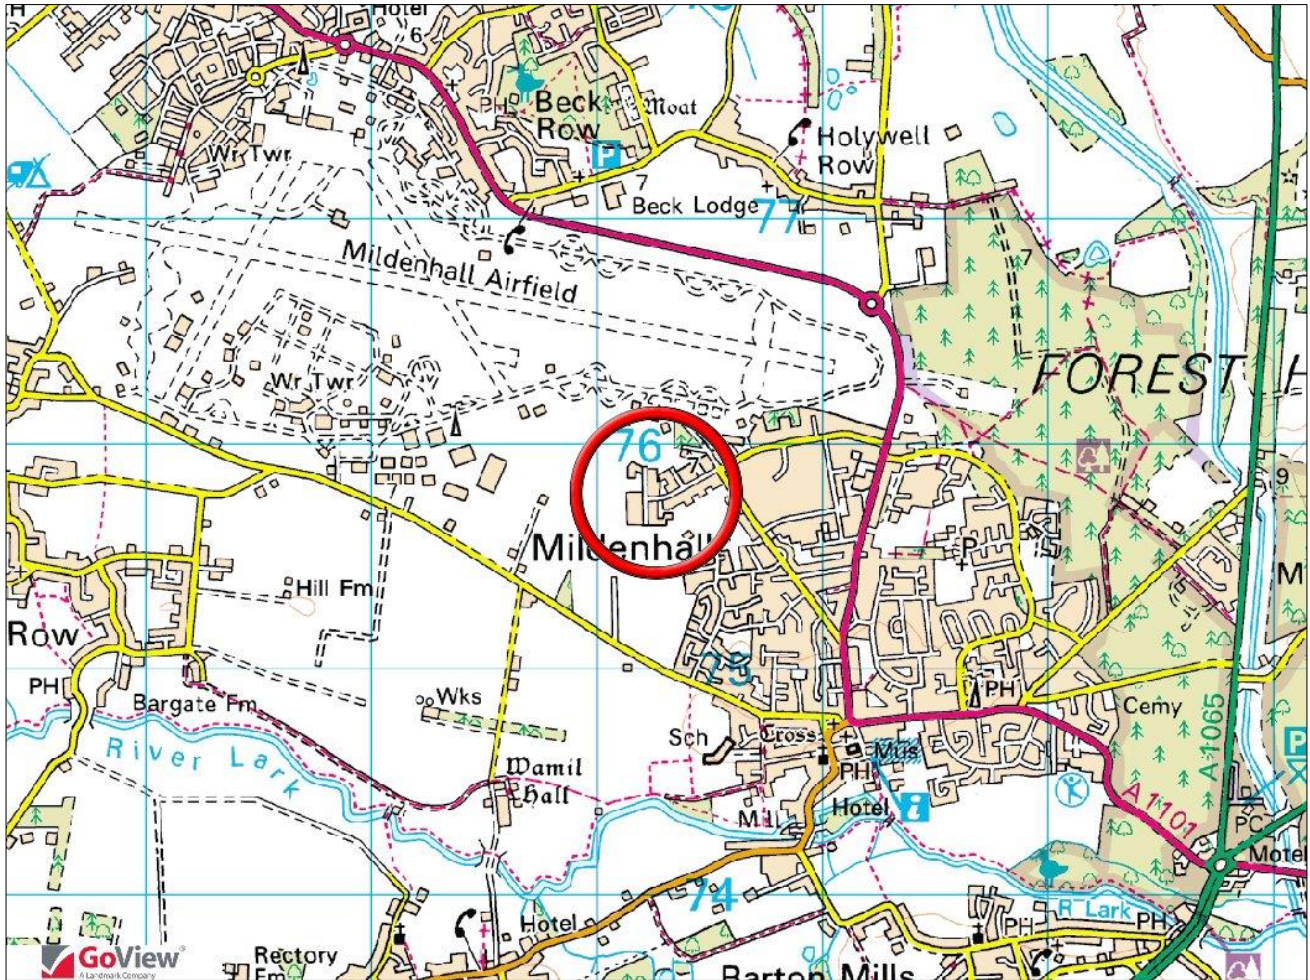 Hotel
6
Beck
Row
PH
Moat
Holywell
Row
Wr Twr
P
7
Beck Lodge
77
Mildenhall Airfield
7
FOREST H
Wr Twr
76
9
Mildenhall
P
Hill Fm
M
Row
75
PH
Bargate Fm
Wks
PH
Cemy
A1065
River Lark
Sch
Cross
Mus
P
Wamil
Hall
PH
Hotel
i
A1101
Mill
PC
Motel
74
R Lark
PH
PH
Hotel
Rectory
Fm
Barton Mills
GoView
A Landmark Company